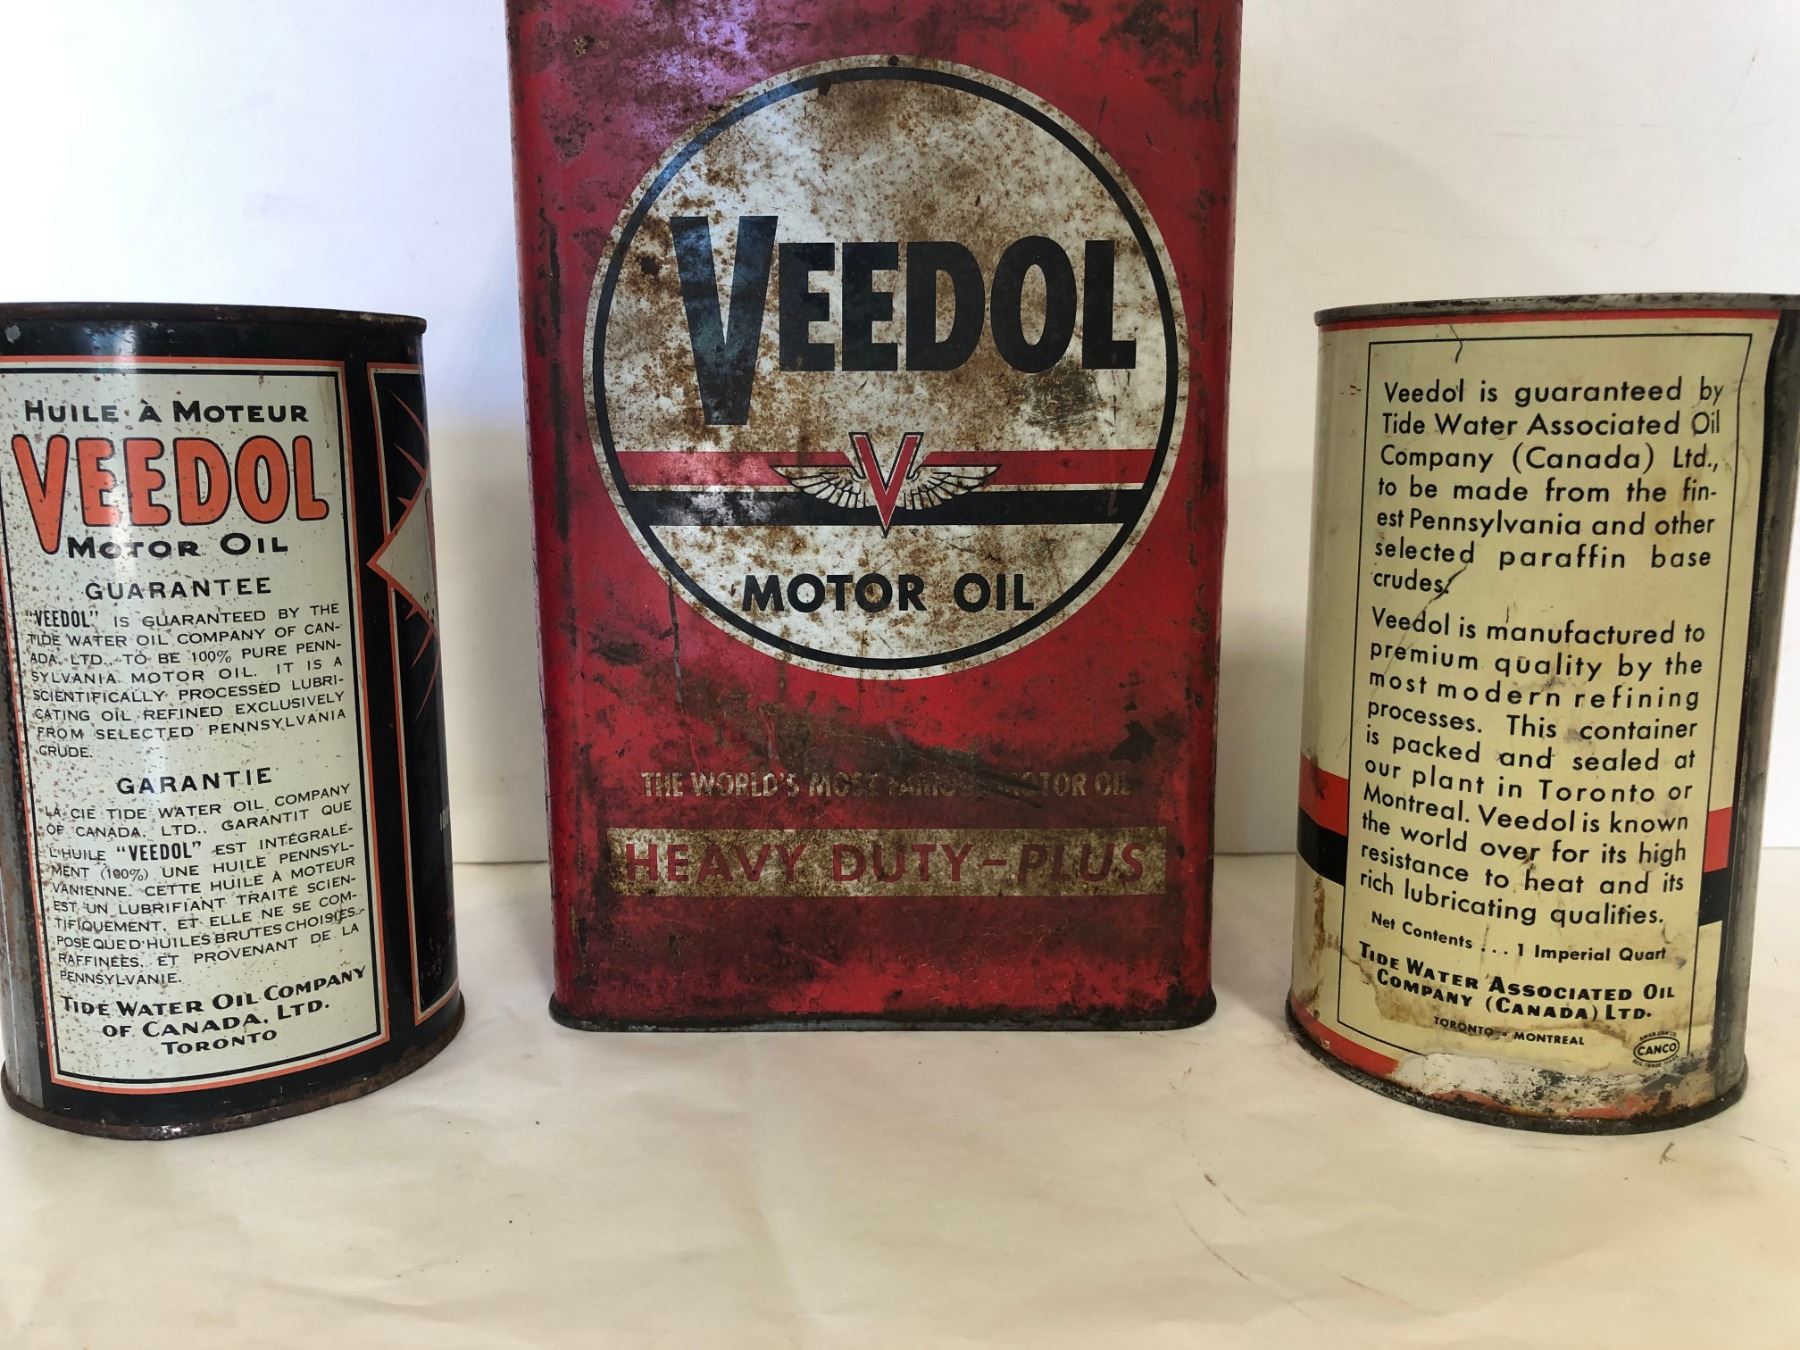 HUILE À MOTEUR
VEEDOL
MOTOR OIL
GUARANTEE
"VEEDOL" IS GUARANTEED BY THE
TIDE WATER OIL COMPANY OF CAN-
ADA, LTD., TO BE 100% PURE PENN-
SYLVANIA MOTOR OIL. IT IS A
SCIENTIFICALLY PROCESSED LUBRI-
CATING OIL REFINED EXCLUSIVELY
FROM SELECTED PENNSYLVANIA
CRUDE.
GARANTIE
LA CIE TIDE WATER OIL COMPANY
OF CANADA, LTD., GARANTIT QUE
L'HUILE "VEEDOL" EST INTÉGRALE-
MENT (100%) UNE HUILE PENNSYL-
VANIENNE. CETTE HUILE À MOTEUR
EST UN LUBRIFIANT TRAITÉ SCIEN-
TIFIQUEMENT, ET ELLE NE SE COM-
POSE QUE D'HUILES BRUTES CHOISIES,
RAFFINÉES, ET PROVENANT DE LA
PENNSYLVANIE.
TIDE WATER OIL COMPANY
OF CANADA, LTD.
TORONTO
VEEDOL
V
MOTOR OIL
THE WORLD'S MOST FAMOUS MOTOR OIL
HEAVY DUTY-PLUS
Veedol is guaranteed by
Tide Water Associated Oil
Company (Canada) Ltd.,
to be made from the fin-
est Pennsylvania and other
selected paraffin base
crudes.
Veedol is manufactured to
premium quality by the
most modern refining
processes. This container
is packed and sealed at
our plant in Toronto or
Montreal. Veedol is known
the world over for its high
resistance to heat and its
rich lubricating qualities.
Net Contents . . . 1 Imperial Quart
TIDE WATER ASSOCIATED OIL
COMPANY (CANADA) LTD.
TORONTO • MONTREAL
CANCO